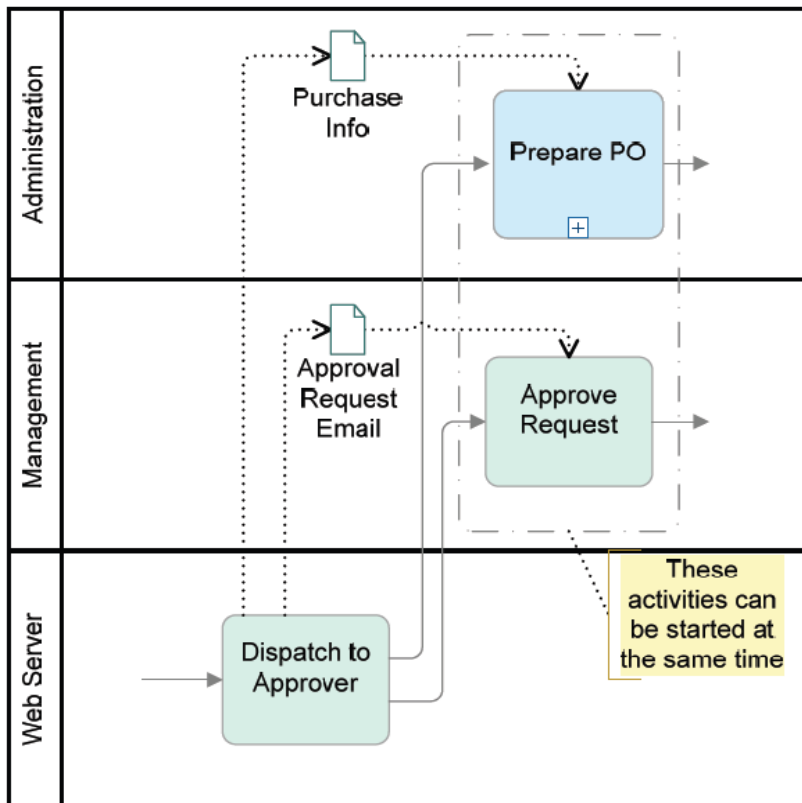 Administration
Purchase
Info
Prepare PO
Management
Approval
Request
Email
Approve
Request
Web Server
Dispatch to
Approver
These
activities can
be started at
the same time